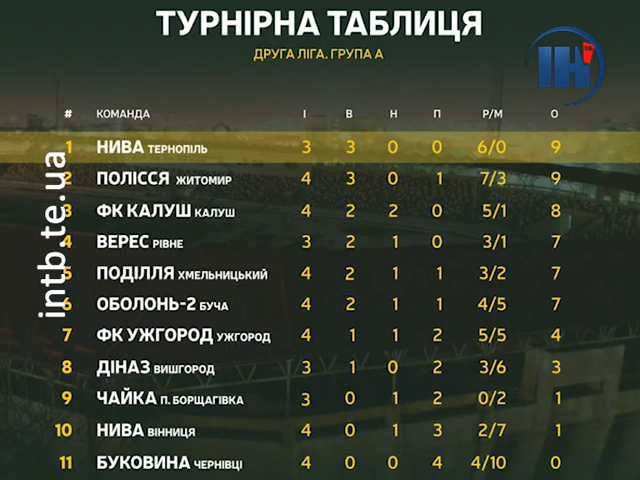 ТУРНІРНА ТАБЛИЦЯ
ДРУГА ЛІГА. ГРУПА А
ІН ТБ
# КОМАНДА І В Н П Р/М О
1 НИВА ТЕРНОПІЛЬ 3 3 0 0 6/0 9
2 ПОЛІССЯ ЖИТОМИР 4 3 0 1 7/3 9
3 ФК КАЛУШ КАЛУШ 4 2 2 0 5/1 8
4 ВЕРЕС РІВНЕ 3 2 1 0 3/1 7
5 ПОДІЛЛЯ ХМЕЛЬНИЦЬКИЙ 4 2 1 1 3/2 7
6 ОБОЛОНЬ-2 БУЧА 4 2 1 1 4/5 7
7 ФК УЖГОРОД УЖГОРОД 4 1 1 2 5/5 4
8 ДІНАЗ ВИШГОРОД 3 1 0 2 3/6 3
9 ЧАЙКА П. БОРЩАГІВКА 3 0 1 2 0/2 1
10 НИВА ВІННИЦЯ 4 0 1 3 2/7 1
11 БУКОВИНА ЧЕРНІВЦІ 4 0 0 4 4/10 0
intb.te.ua